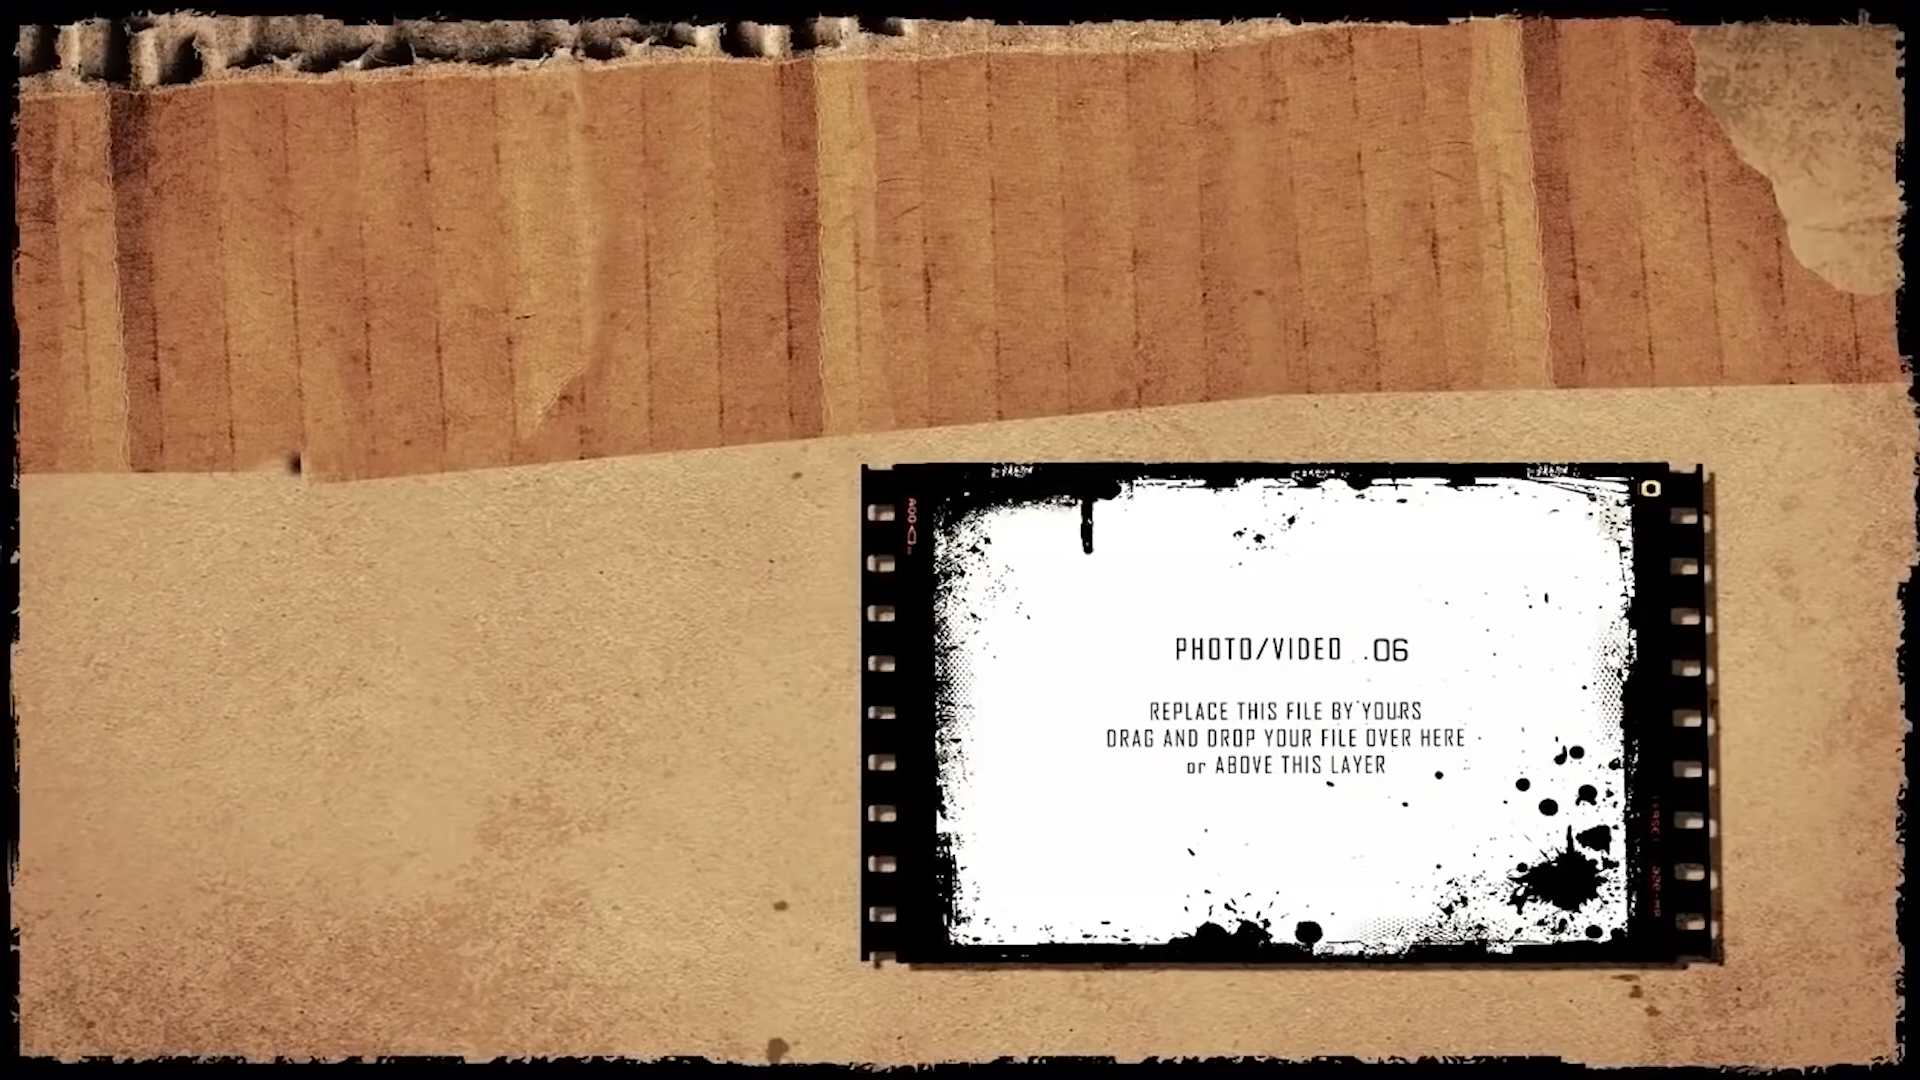 PHOTO/VIDEO .06
REPLACE THIS FILE BY YOURS
DRAG AND DROP YOUR FILE OVER HERE
or ABOVE THIS LAYER